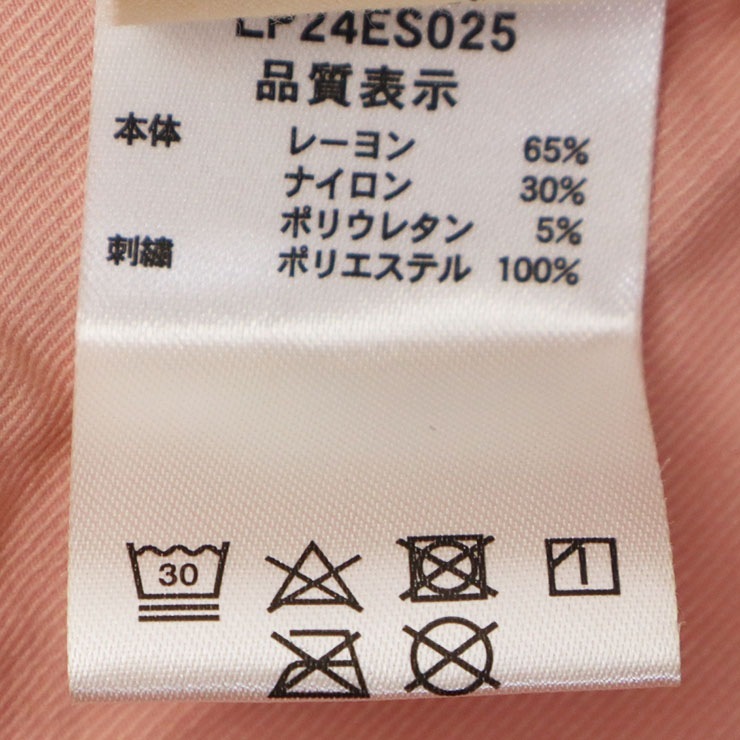 LP24ES025
品質表示
本体 レーヨン 65%
ナイロン 30%
ポリウレタン 5%
刺繍 ポリエステル 100%
30